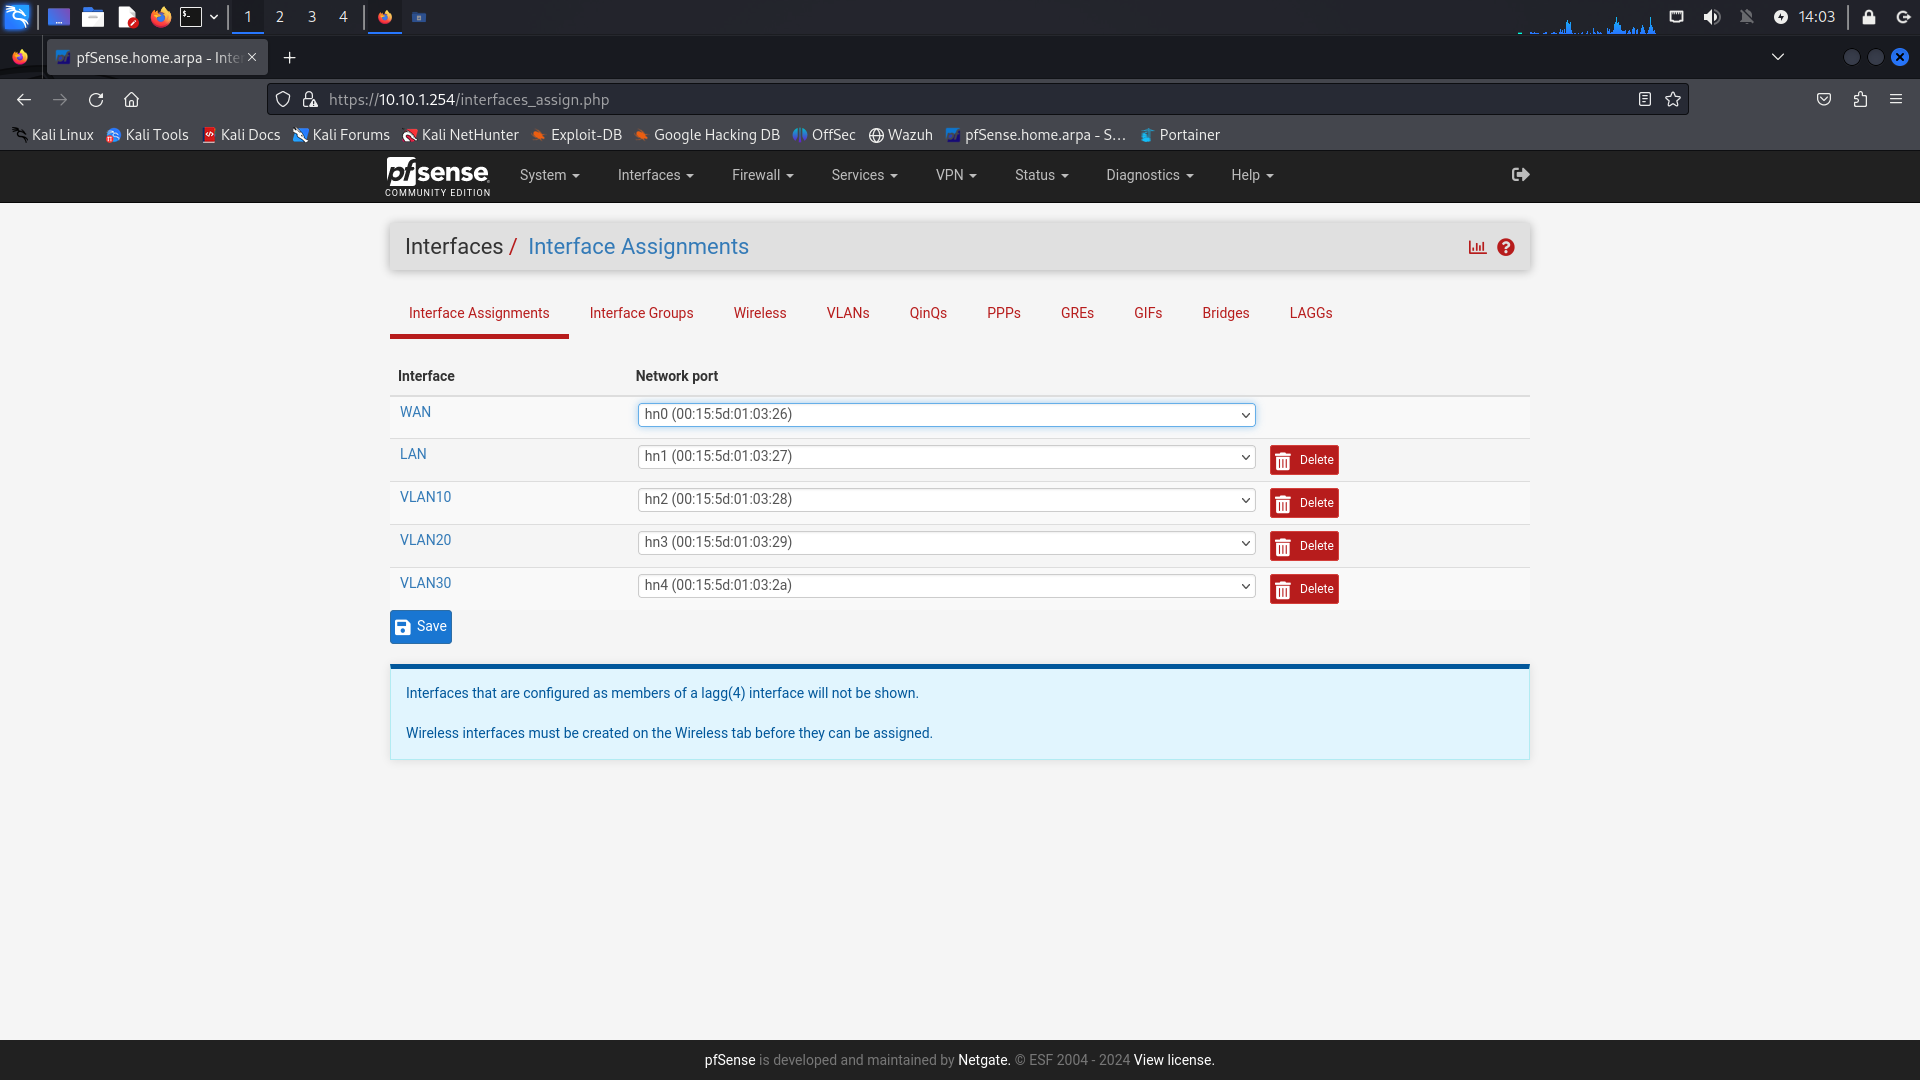 1 2 3 4 14:03
pfSense.home.arpa - Inte
https://10.10.1.254/interfaces_assign.php
Kali Linux Kali Tools Kali Docs Kali Forums Kali NetHunter Exploit-DB Google Hacking DB OffSec Wazuh pfSense.home.arpa - S... Portainer
pfsense System Interfaces Firewall Services VPN Status Diagnostics Help
COMMUNITY EDITION
Interfaces / Interface Assignments
Interface Assignments Interface Groups Wireless VLANs QinQs PPPs GREs GIFs Bridges LAGGs
Interface Network port
WAN hn0 (00:15:5d:01:03:26)
LAN hn1 (00:15:5d:01:03:27) Delete
VLAN10 hn2 (00:15:5d:01:03:28) Delete
VLAN20 hn3 (00:15:5d:01:03:29) Delete
VLAN30 hn4 (00:15:5d:01:03:2a) Delete
Save
Interfaces that are configured as members of a lagg(4) interface will not be shown.
Wireless interfaces must be created on the Wireless tab before they can be assigned.
pfSense is developed and maintained by Netgate. © ESF 2004 - 2024 View license.